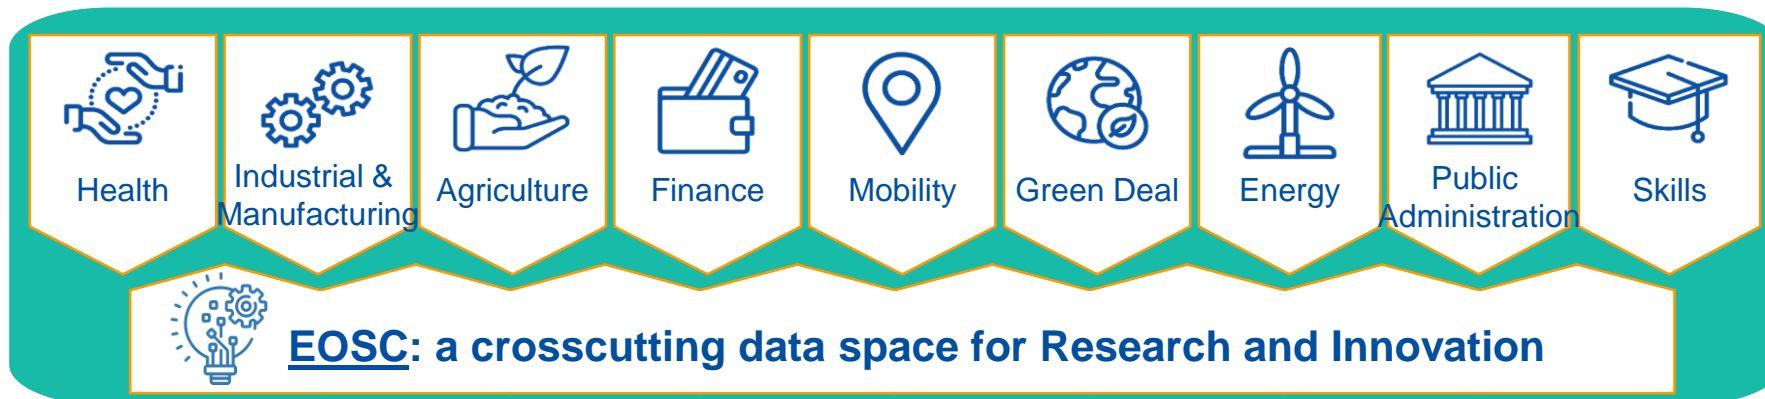 Health
Industrial &
Manufacturing
Agriculture
Finance
Mobility
Green Deal
Energy
Public
Administration
Skills
EOSC: a crosscutting data space for Research and Innovation